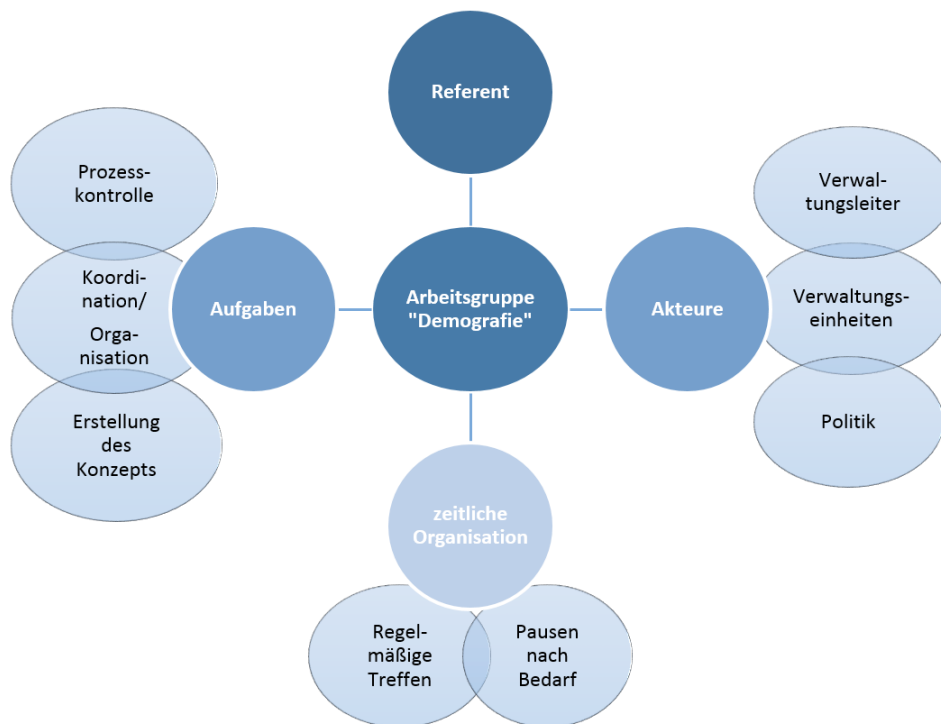 Referent
Prozess-
kontrolle
Koordi-
nation/
Orga-
nisation
Erstellung
des
Konzepts
Aufgaben
Arbeitsgruppe
"Demografie"
Akteure
Verwal-
tungsleiter
Verwaltungs-
einheiten
Politik
zeitliche
Organisation
Regel-
mäßige
Treffen
Pausen
nach
Bedarf